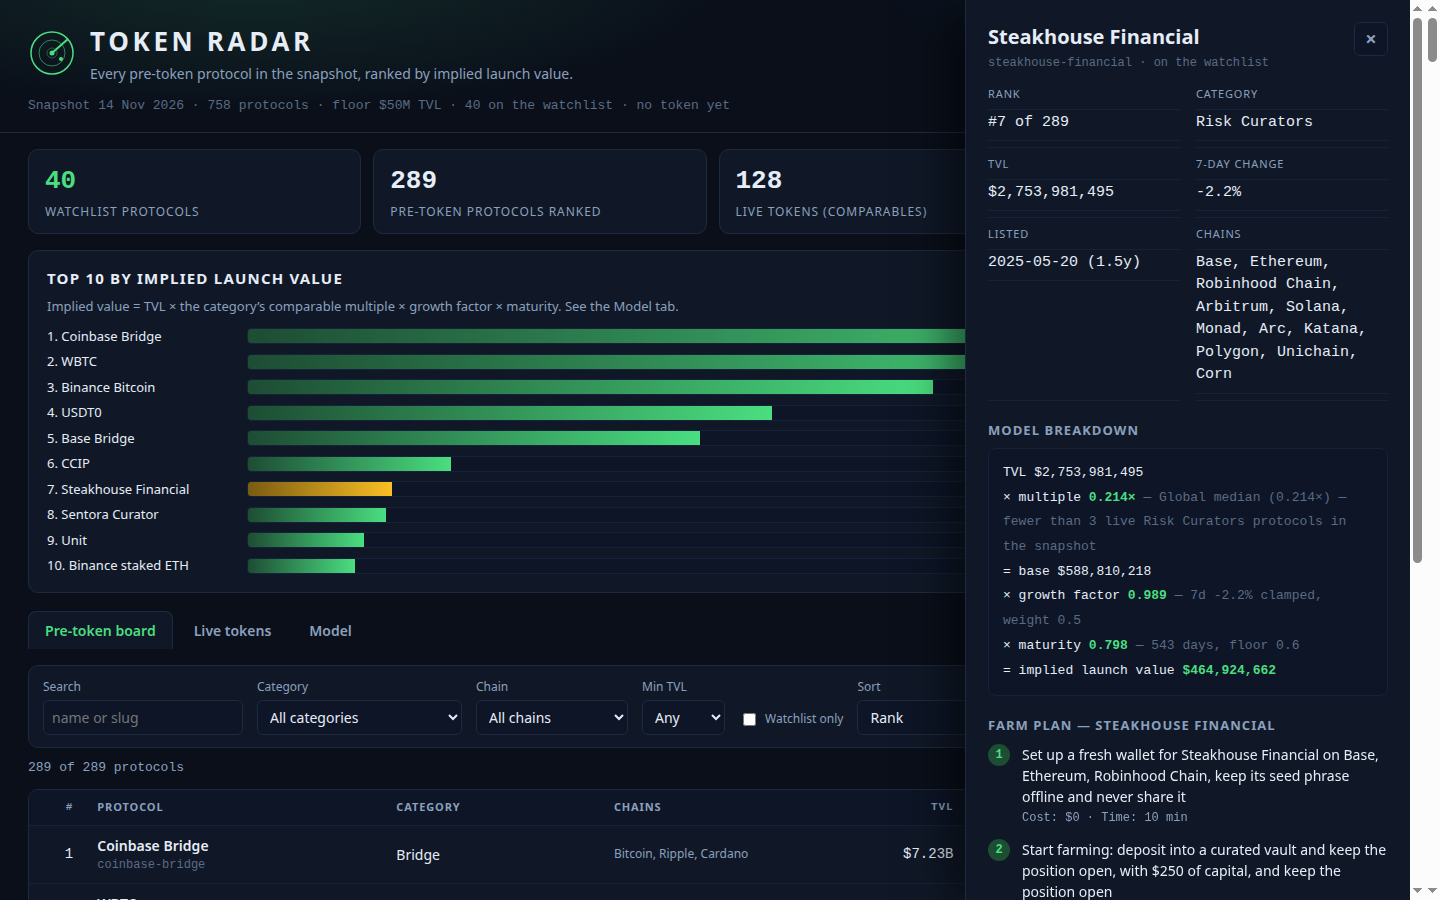 TOKEN RADAR
Every pre-token protocol in the snapshot, ranked by implied launch value.
Snapshot 14 Nov 2026 · 758 protocols · floor $50M TVL · 40 on the watchlist · no token yet
40
WATCHLIST PROTOCOLS
289
PRE-TOKEN PROTOCOLS RANKED
128
LIVE TOKENS (COMPARABLES)
TOP 10 BY IMPLIED LAUNCH VALUE
Implied value = TVL × the category's comparable multiple × growth factor × maturity. See the Model tab.
1. Coinbase Bridge
2. WBTC
3. Binance Bitcoin
4. USDT0
5. Base Bridge
6. CCIP
7. Steakhouse Financial
8. Sentora Curator
9. Unit
10. Binance staked ETH
Pre-token board Live tokens Model
Search Category Chain Min TVL Sort
name or slug All categories All chains Any Watchlist only Rank
289 of 289 protocols
# PROTOCOL CATEGORY CHAINS TVL
1 Coinbase Bridge Bridge Bitcoin, Ripple, Cardano $7.23B
coinbase-bridge
Steakhouse Financial ×
steakhouse-financial · on the watchlist
RANK CATEGORY
#7 of 289 Risk Curators
TVL 7-DAY CHANGE
$2,753,981,495 -2.2%
LISTED CHAINS
2025-05-20 (1.5y) Base, Ethereum,
Robinhood Chain,
Arbitrum, Solana,
Monad, Arc, Katana,
Polygon, Unichain,
Corn
MODEL BREAKDOWN
TVL $2,753,981,495
× multiple 0.214× — Global median (0.214×) —
fewer than 3 live Risk Curators protocols in
the snapshot
= base $588,810,218
× growth factor 0.989 — 7d -2.2% clamped,
weight 0.5
× maturity 0.798 — 543 days, floor 0.6
= implied launch value $464,924,662
FARM PLAN — STEAKHOUSE FINANCIAL
1 Set up a fresh wallet for Steakhouse Financial on Base,
Ethereum, Robinhood Chain, keep its seed phrase
offline and never share it
Cost: $0 · Time: 10 min
2 Start farming: deposit into a curated vault and keep the
position open, with $250 of capital, and keep the
position open